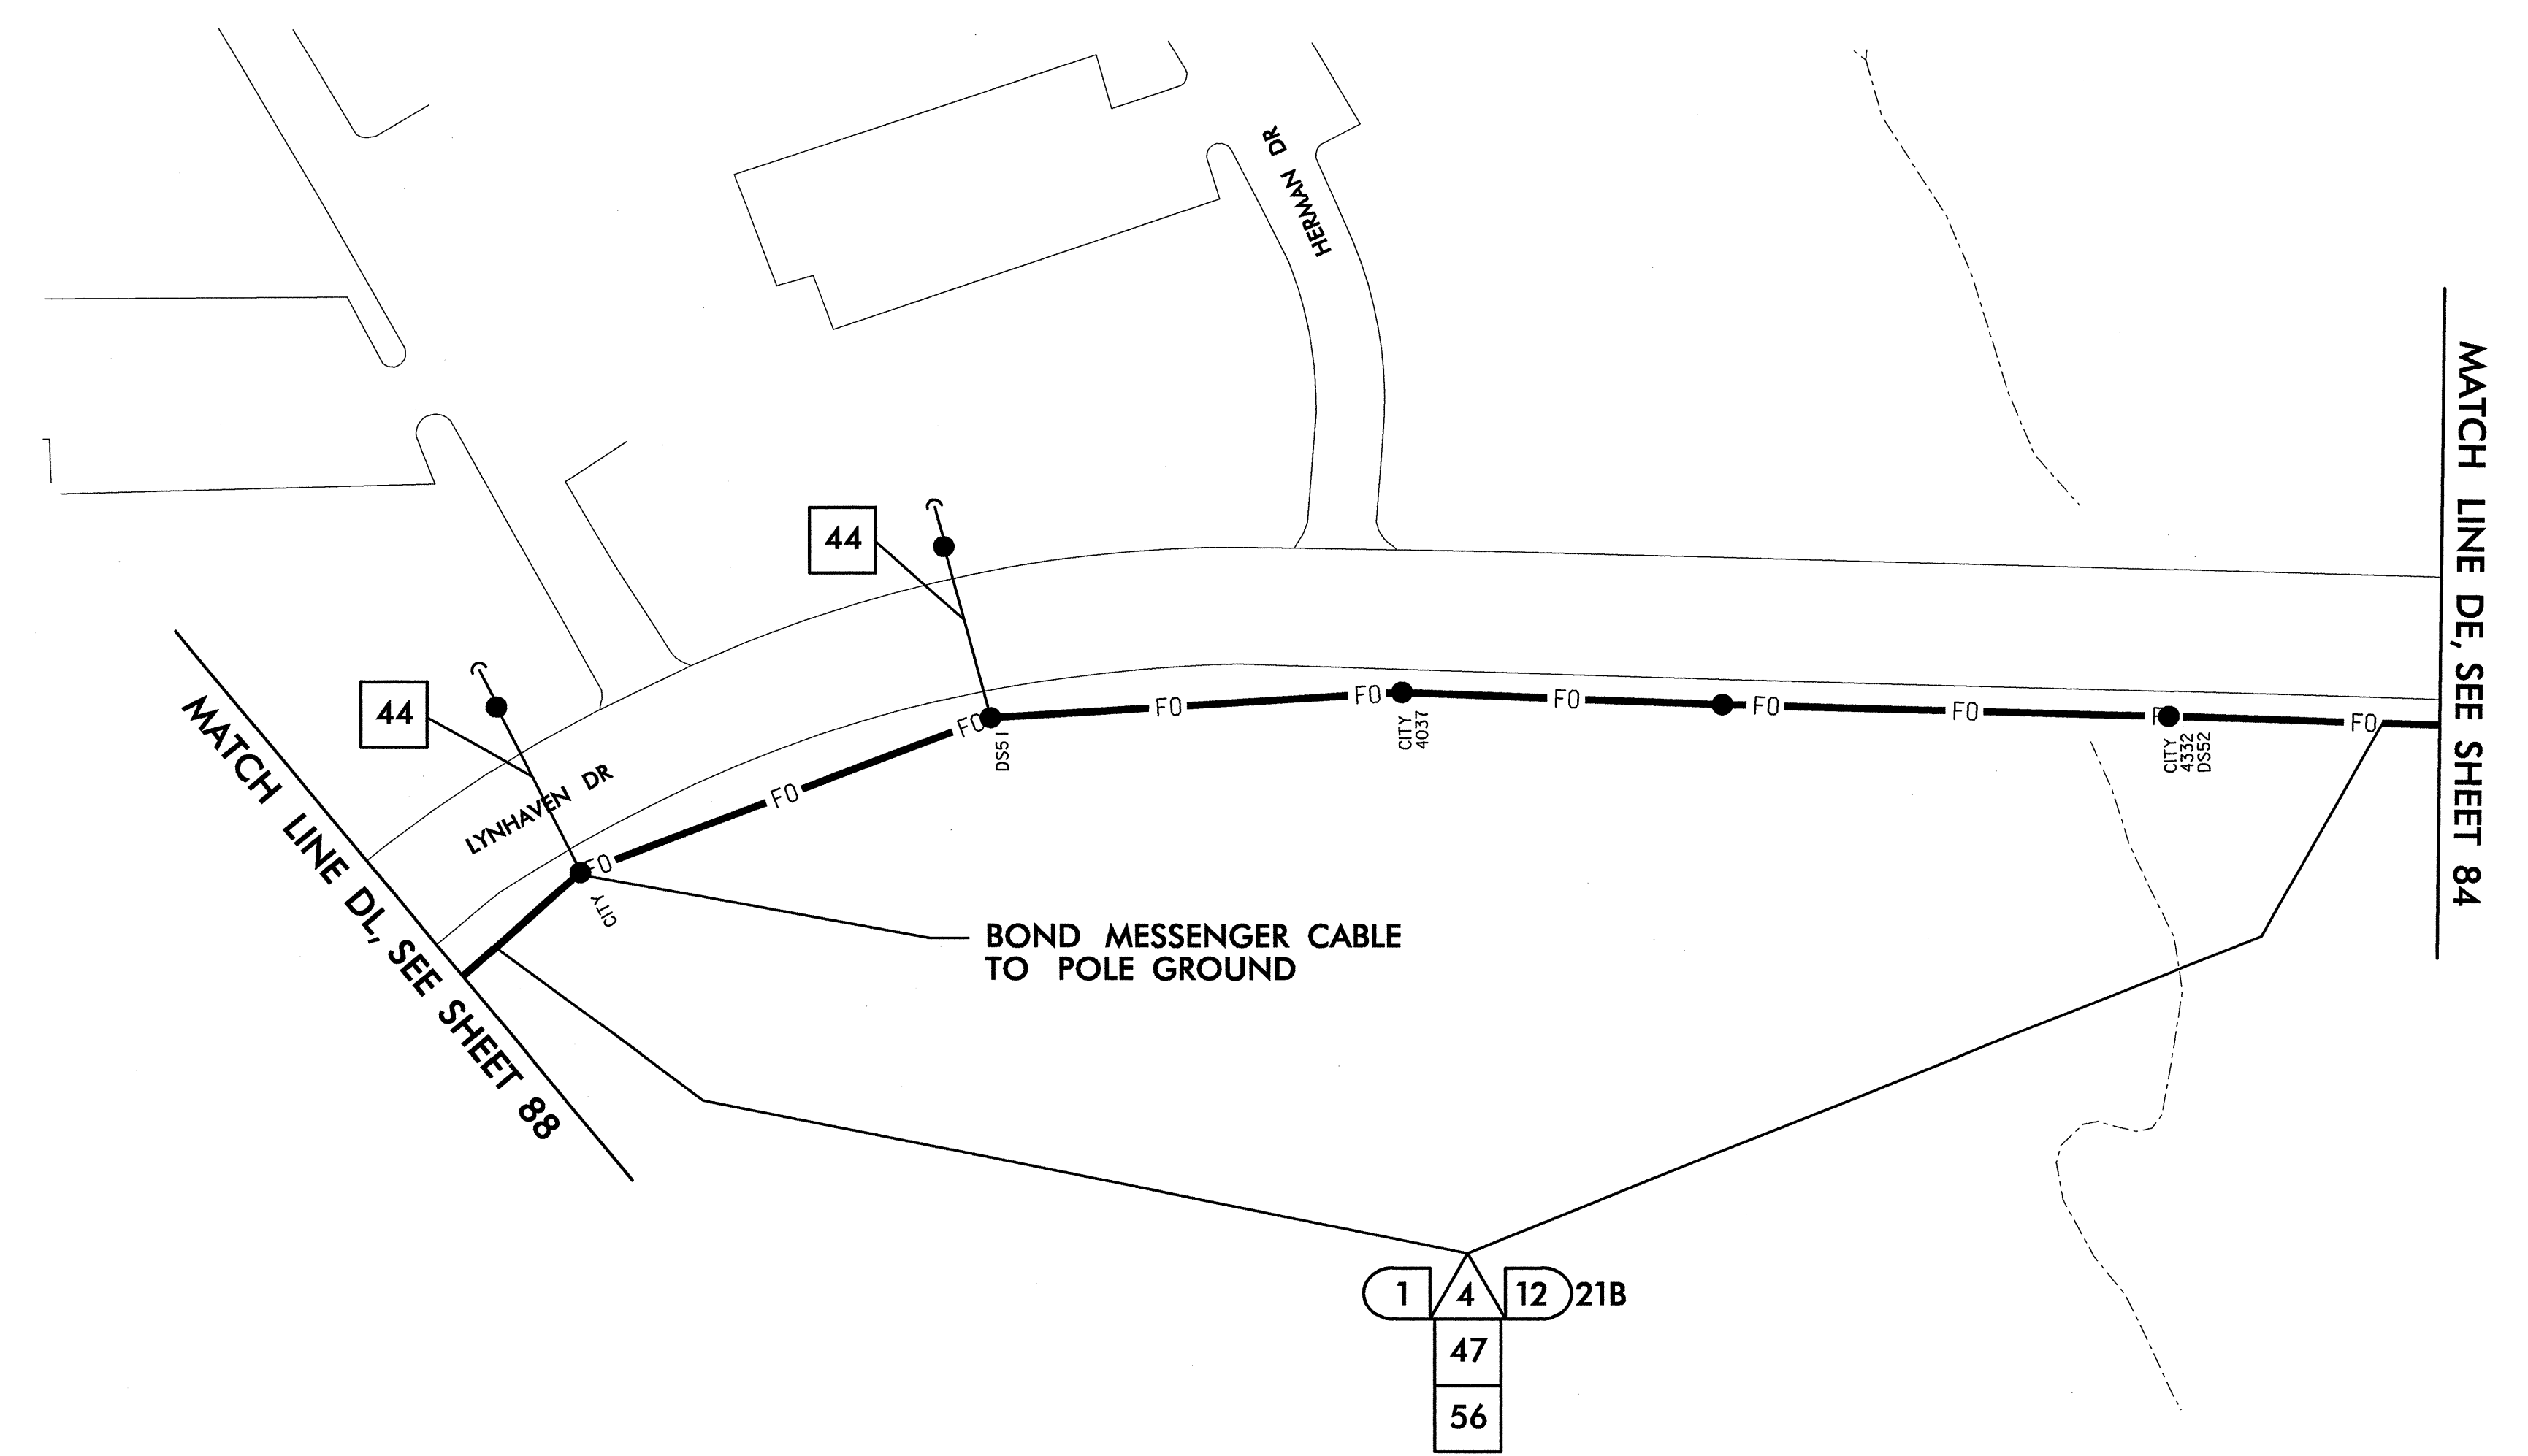 HERMAN DR
MATCH LINE DE, SEE SHEET 84
44
44
LYNHAVEN DR
MATCH LINE DL, SEE SHEET 88
FO
FO
FO
FO
FO
FO
FO
FO
F
FO
DS51
CITY
4037
CITY
4332
DS52
FO
CITY
BOND MESSENGER CABLE
TO POLE GROUND
1 4 12 21B
47
56